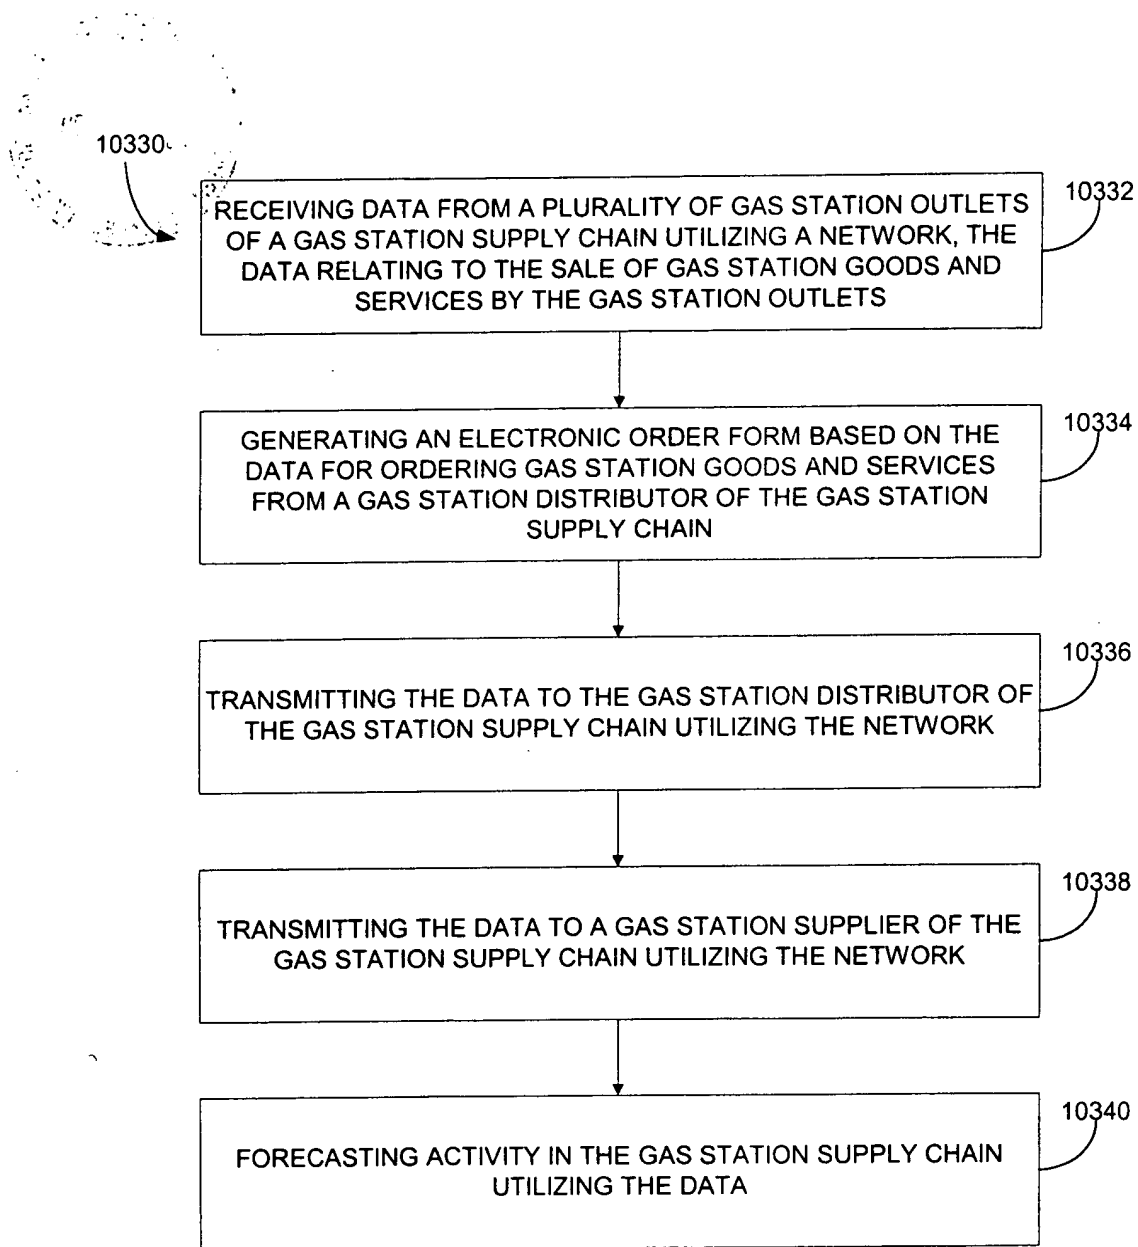 10330
10332
RECEIVING DATA FROM A PLURALITY OF GAS STATION OUTLETS
OF A GAS STATION SUPPLY CHAIN UTILIZING A NETWORK, THE
DATA RELATING TO THE SALE OF GAS STATION GOODS AND
SERVICES BY THE GAS STATION OUTLETS
10334
GENERATING AN ELECTRONIC ORDER FORM BASED ON THE
DATA FOR ORDERING GAS STATION GOODS AND SERVICES
FROM A GAS STATION DISTRIBUTOR OF THE GAS STATION
SUPPLY CHAIN
10336
TRANSMITTING THE DATA TO THE GAS STATION DISTRIBUTOR OF
THE GAS STATION SUPPLY CHAIN UTILIZING THE NETWORK
10338
TRANSMITTING THE DATA TO A GAS STATION SUPPLIER OF THE
GAS STATION SUPPLY CHAIN UTILIZING THE NETWORK
10340
FORECASTING ACTIVITY IN THE GAS STATION SUPPLY CHAIN
UTILIZING THE DATA